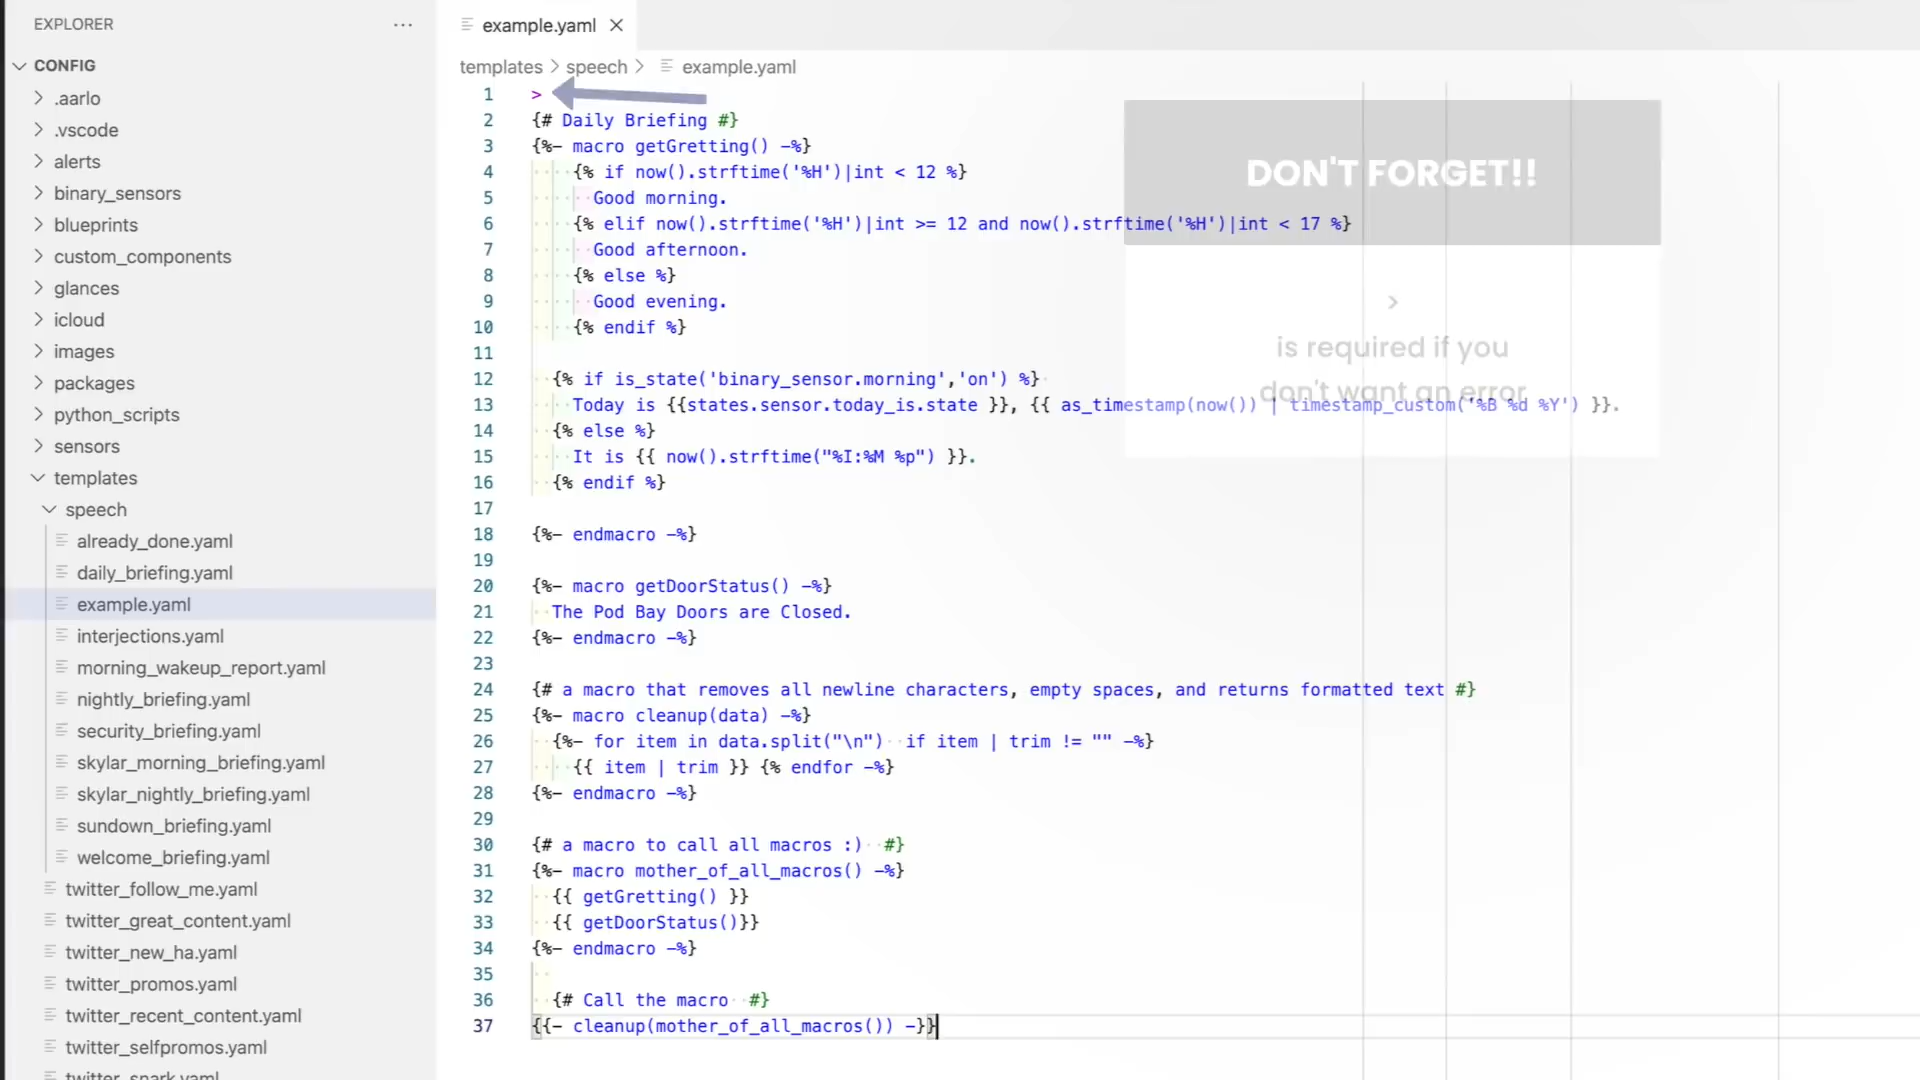 EXPLORER
···
CONFIG
.aarlo
.vscode
alerts
binary_sensors
blueprints
custom_components
glances
icloud
images
packages
python_scripts
sensors
templates
speech
already_done.yaml
daily_briefing.yaml
example.yaml
interjections.yaml
morning_wakeup_report.yaml
nightly_briefing.yaml
security_briefing.yaml
skylar_morning_briefing.yaml
skylar_nightly_briefing.yaml
sundown_briefing.yaml
welcome_briefing.yaml
twitter_follow_me.yaml
twitter_great_content.yaml
twitter_new_ha.yaml
twitter_promos.yaml
twitter_recent_content.yaml
twitter_selfpromos.yaml
twitter_snark.yaml
example.yaml
templates > speech > example.yaml
1 >
2 {# Daily Briefing #}
3 {%- macro getGretting() -%}
4 {% if now().strftime('%H')|int < 12 %}
5 Good morning.
6 {% elif now().strftime('%H')|int >= 12 and now().strftime('%H')|int < 17 %}
7 Good afternoon.
8 {% else %}
9 Good evening.
10 {% endif %}
11
12 {% if is_state('binary_sensor.morning','on') %}
13 Today is {{states.sensor.today_is.state }}, {{ as_timestamp(now()) | timestamp_custom('%B %d %Y') }}.
14 {% else %}
15 It is {{ now().strftime("%I:%M %p") }}.
16 {% endif %}
17
18 {%- endmacro -%}
19
20 {%- macro getDoorStatus() -%}
21 The Pod Bay Doors are Closed.
22 {%- endmacro -%}
23
24 {# a macro that removes all newline characters, empty spaces, and returns formatted text #}
25 {%- macro cleanup(data) -%}
26 {%- for item in data.split("\n")  if item | trim != "" -%}
27 {{ item | trim }} {% endfor -%}
28 {%- endmacro -%}
29
30 {# a macro to call all macros :)  #}
31 {%- macro mother_of_all_macros() -%}
32 {{ getGretting() }}
33 {{ getDoorStatus()}}
34 {%- endmacro -%}
35
36 {# Call the macro  #}
37 {{- cleanup(mother_of_all_macros()) -}}
DON'T FORGET!!
>
is required if you
don't want an error